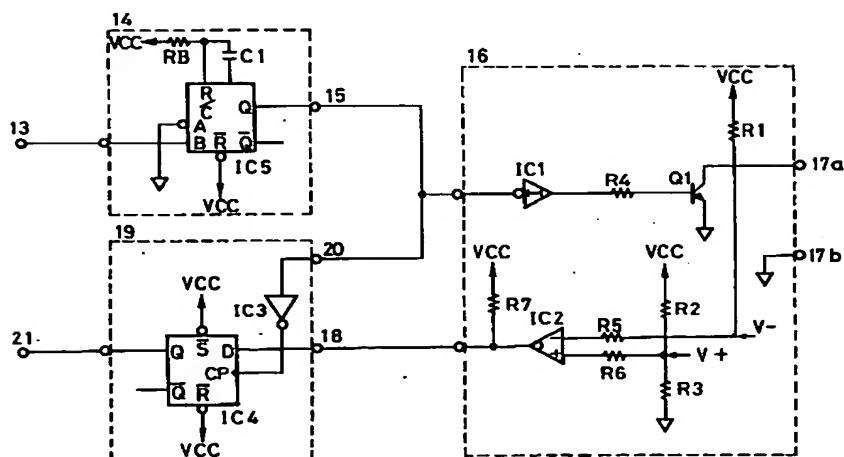 14
VCC
RB
C1
R/C
Q
15
13
A
B
R̅
Q̅
IC5
VCC
16
VCC
R1
IC1
R4
Q1
17a
17b
19
20
VCC
IC3
VCC
R7
VCC
R2
21
Q
S̅
D
18
IC2
R5
V-
CP
R6
V+
Q̅
R̅
IC4
R3
VCC